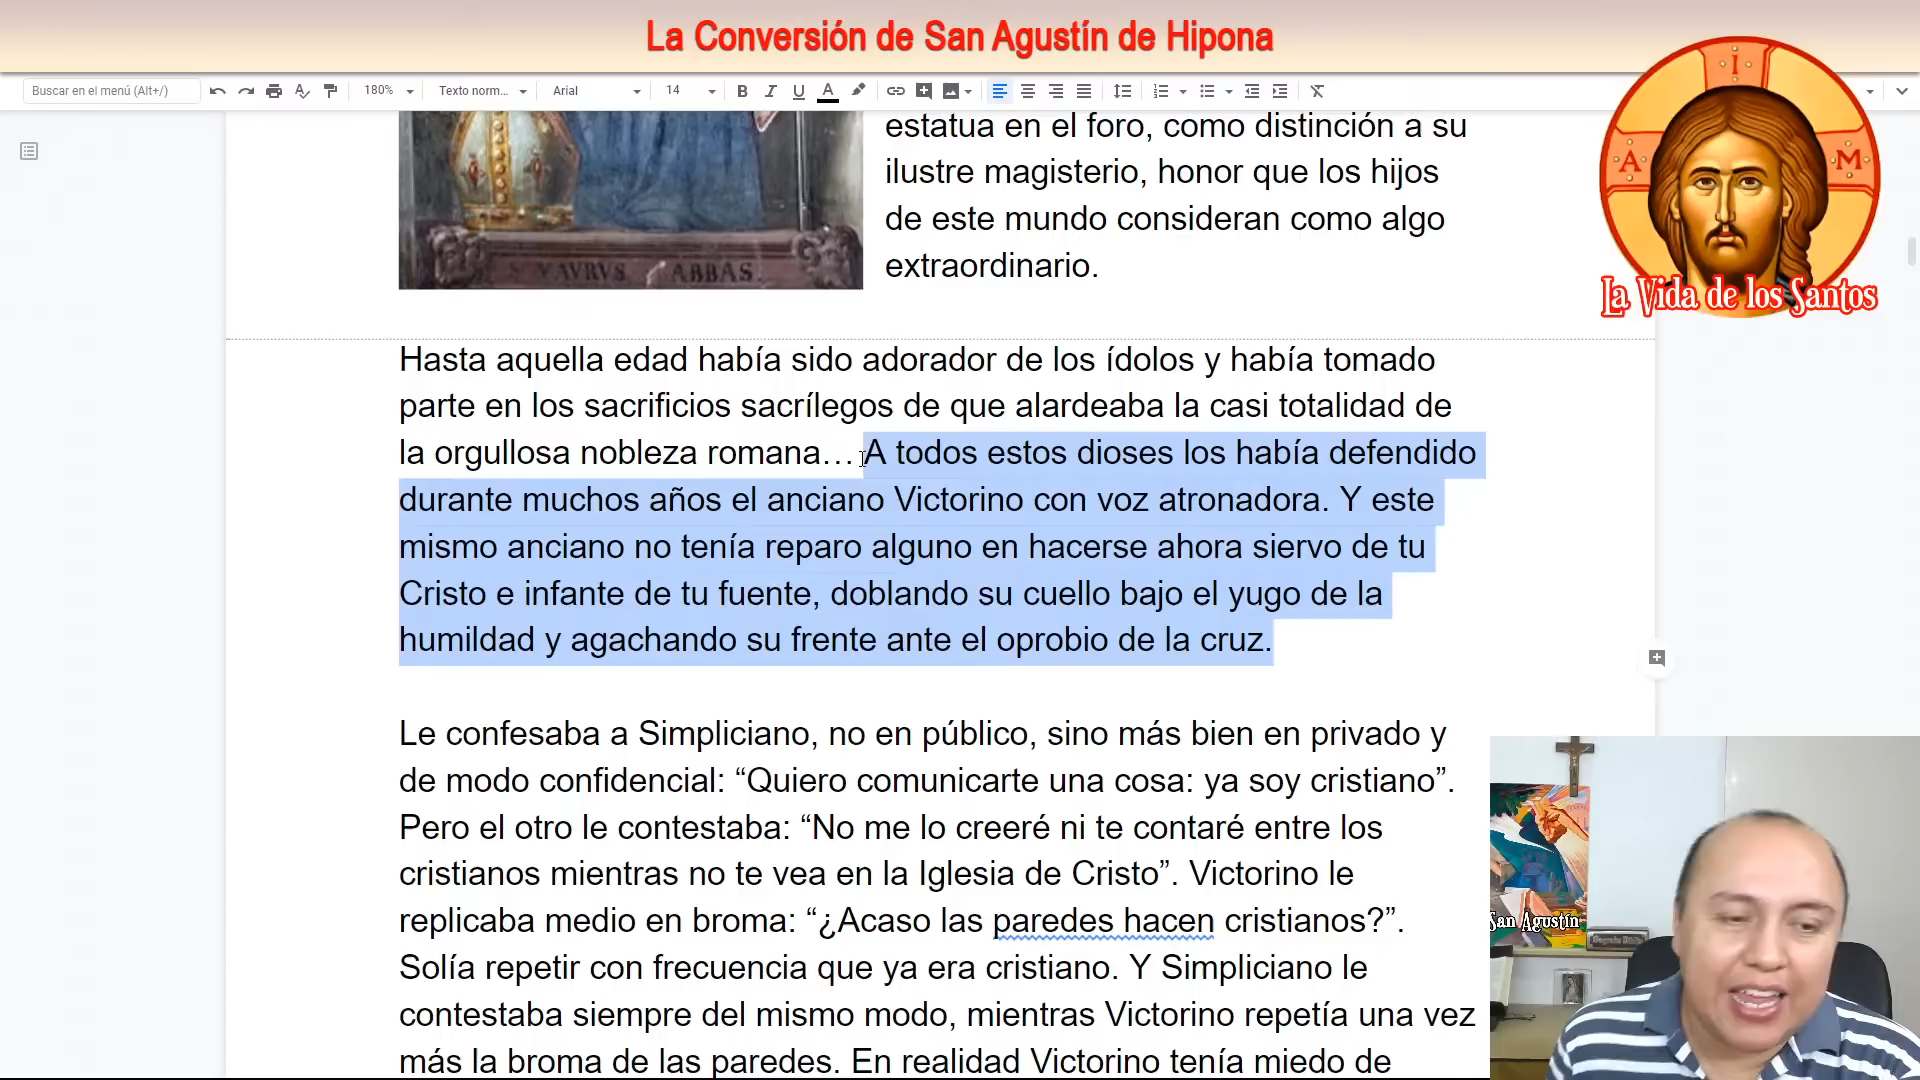 La Conversión de San Agustín de Hipona
Buscar en el menú (Alt+/)
180%
Texto norm...
Arial
14
B I U A
I
A M
La Vida de los Santos
estatua en el foro, como distinción a su
ilustre magisterio, honor que los hijos
de este mundo consideran como algo
extraordinario.
S MAVRVS ABBAS.
Hasta aquella edad había sido adorador de los ídolos y había tomado
parte en los sacrificios sacrílegos de que alardeaba la casi totalidad de
la orgullosa nobleza romana… A todos estos dioses los había defendido
durante muchos años el anciano Victorino con voz atronadora. Y este
mismo anciano no tenía reparo alguno en hacerse ahora siervo de tu
Cristo e infante de tu fuente, doblando su cuello bajo el yugo de la
humildad y agachando su frente ante el oprobio de la cruz.
Le confesaba a Simpliciano, no en público, sino más bien en privado y
de modo confidencial: “Quiero comunicarte una cosa: ya soy cristiano”.
Pero el otro le contestaba: “No me lo creeré ni te contaré entre los
cristianos mientras no te vea en la Iglesia de Cristo”. Victorino le
replicaba medio en broma: “¿Acaso las paredes hacen cristianos?”.
Solía repetir con frecuencia que ya era cristiano. Y Simpliciano le
contestaba siempre del mismo modo, mientras Victorino repetía una vez
más la broma de las paredes. En realidad Victorino tenía miedo de
San Agustín
Sagrada Biblia